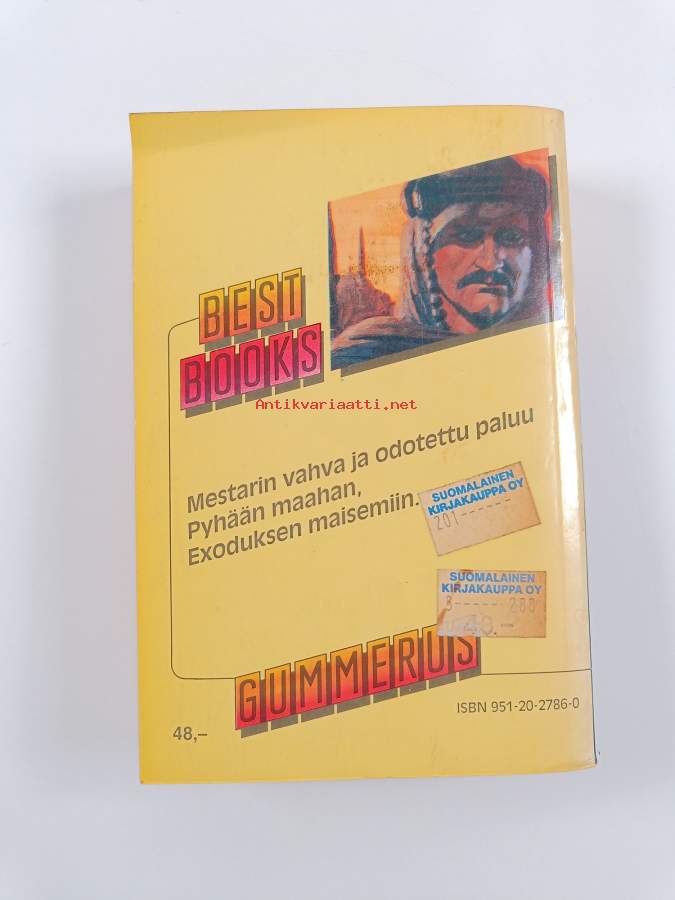 BEST
BOOKS
Antikvariaatti.net
Mestarin vahva ja odotettu paluu
Pyhään maahan,
Exoduksen maisemiin.
SUOMALAINEN
KIRJAKAUPPA OY
201------
SUOMALAINEN
KIRJAKAUPPA OY
GUMMERUS
ISBN 951-20-2786-0
48,–